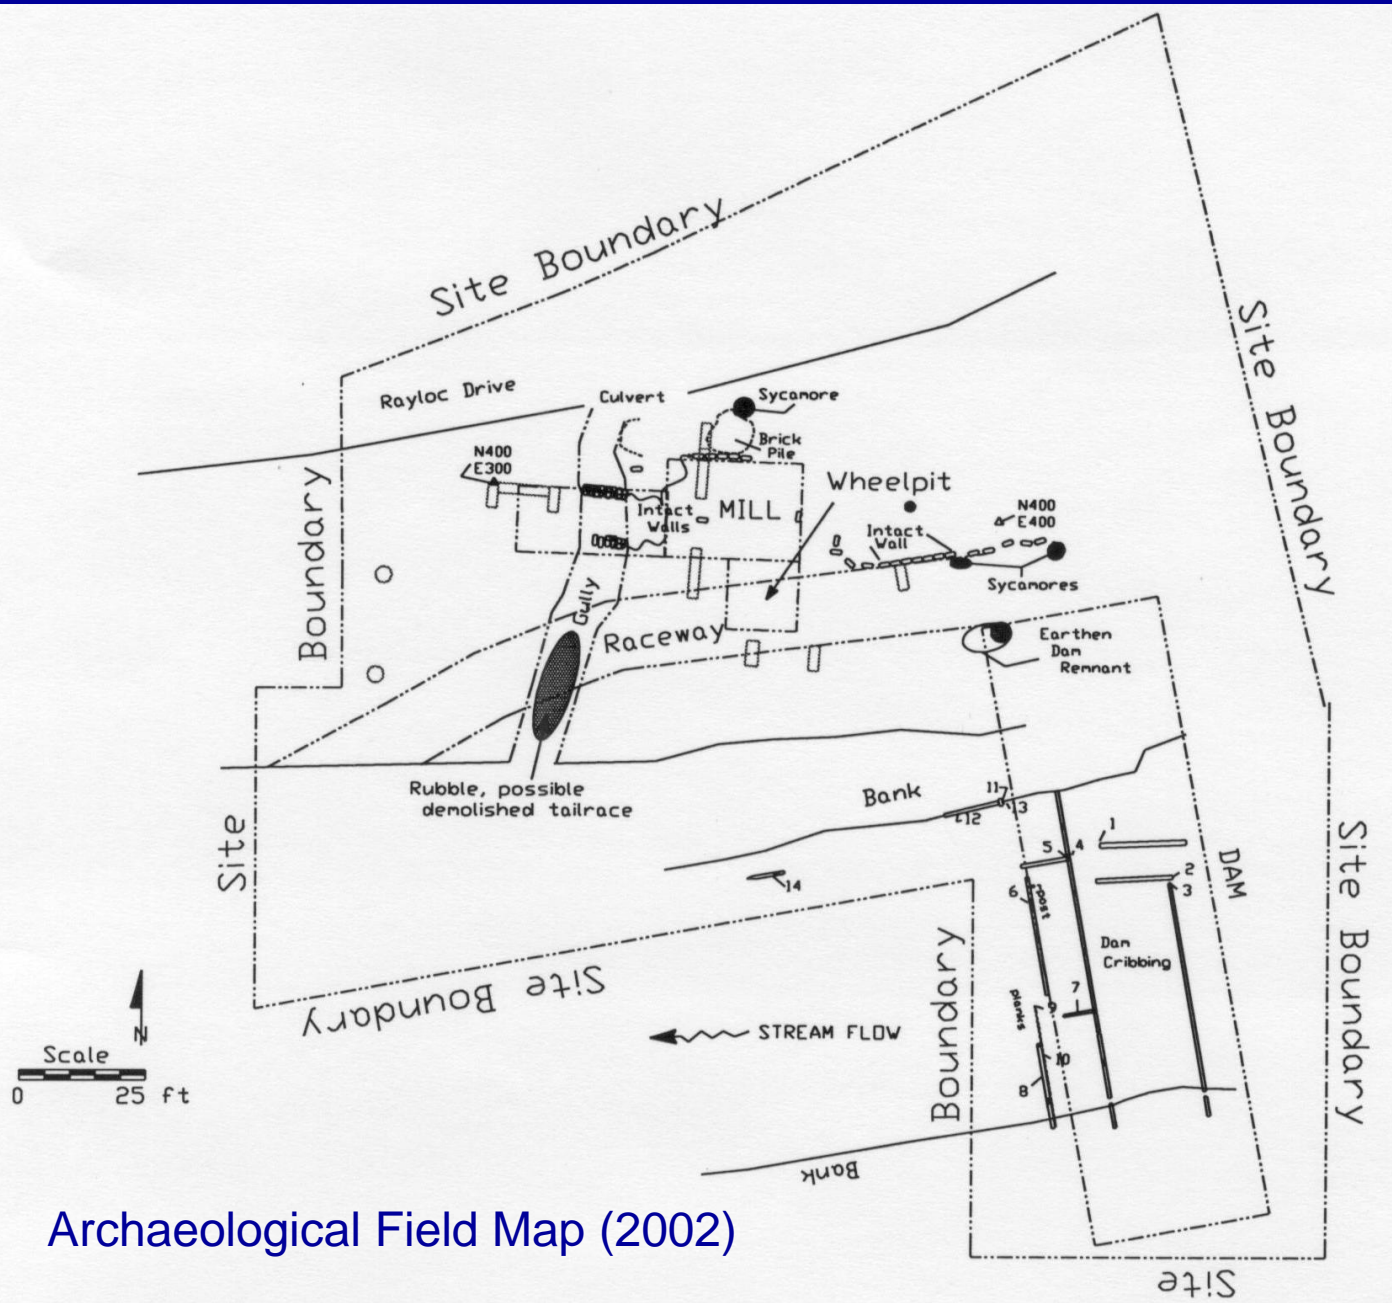 Site Boundary
Site Boundary
Rayloc Drive
Culvert
Sycamore
Brick
Pile
N400
E300
Intact
Walls
MILL
Wheelpit
N400
E400
Intact
Wall
Sycamores
Boundary
Gully
Raceway
Earthen
Dam
Remnant
Rubble, possible
demolished tailrace
Bank
11
13
12
14
1
5
4
2
3
6
post
DAM
Dam
Cribbing
7
9
planks
10
8
Site
Site Boundary
Boundary
Site Boundary
STREAM FLOW
N
Scale
0
25 ft
Bank
Archaeological Field Map (2002)
Site